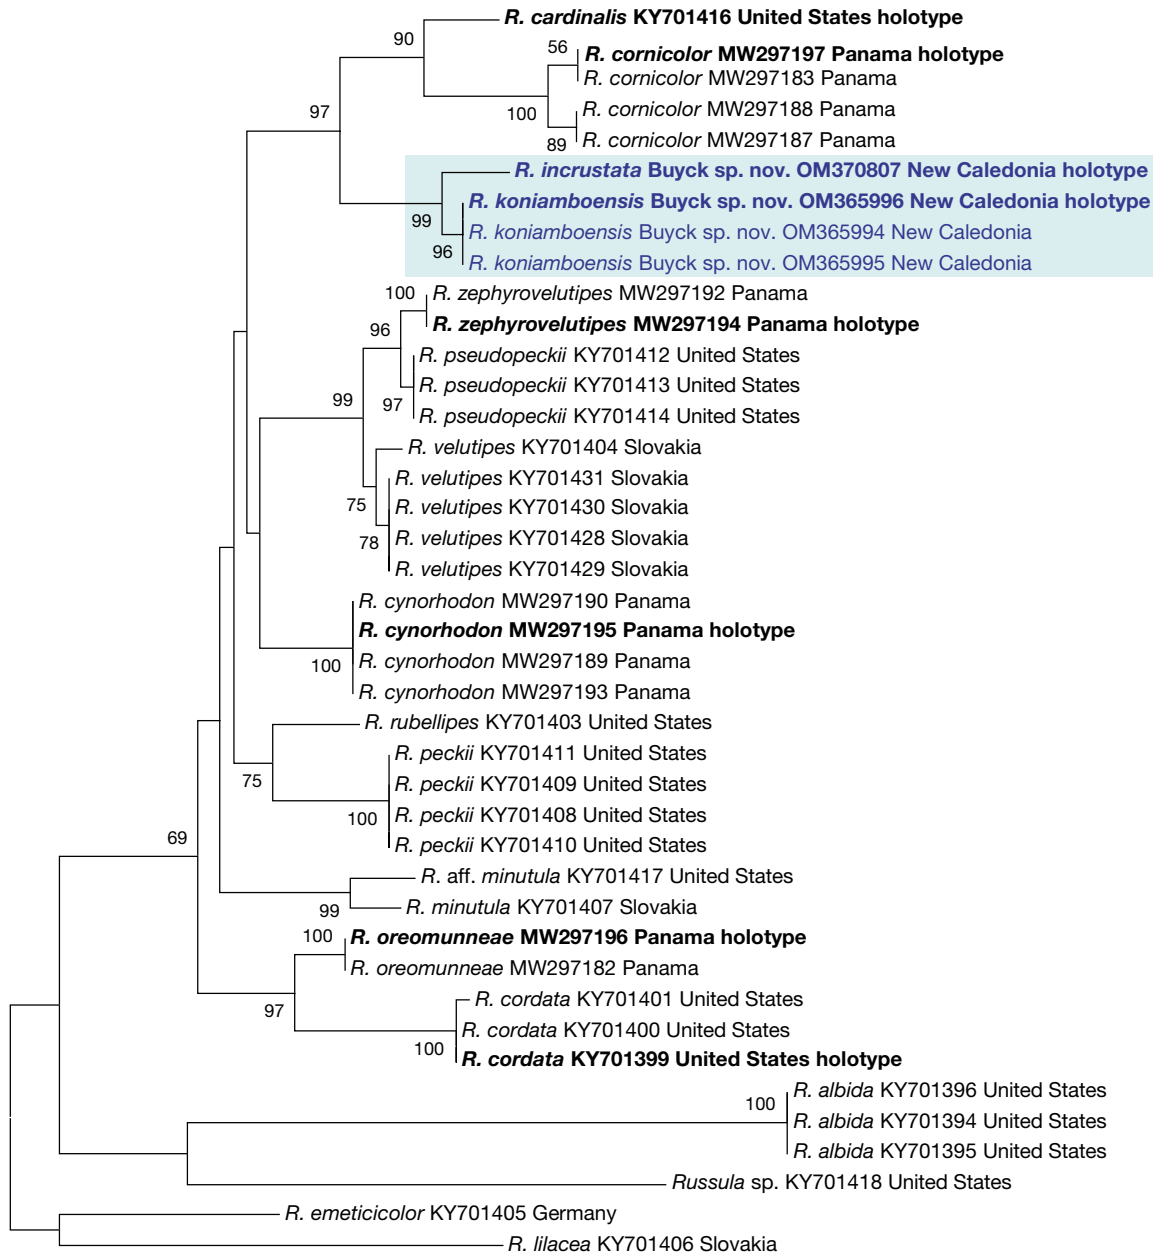 R. cardinalis KY701416 United States holotype
90
56
R. cornicolor MW297197 Panama holotype
R. cornicolor MW297183 Panama
97
100
R. cornicolor MW297188 Panama
89
R. cornicolor MW297187 Panama
R. incrustata Buyck sp. nov. OM370807 New Caledonia holotype
R. koniamboensis Buyck sp. nov. OM365996 New Caledonia holotype
99
R. koniamboensis Buyck sp. nov. OM365994 New Caledonia
96
R. koniamboensis Buyck sp. nov. OM365995 New Caledonia
100
R. zephyrovelutipes MW297192 Panama
96
R. zephyrovelutipes MW297194 Panama holotype
R. pseudopeckii KY701412 United States
R. pseudopeckii KY701413 United States
99
97
R. pseudopeckii KY701414 United States
R. velutipes KY701404 Slovakia
R. velutipes KY701431 Slovakia
75
R. velutipes KY701430 Slovakia
78
R. velutipes KY701428 Slovakia
R. velutipes KY701429 Slovakia
R. cynorhodon MW297190 Panama
R. cynorhodon MW297195 Panama holotype
100
R. cynorhodon MW297189 Panama
R. cynorhodon MW297193 Panama
R. rubellipes KY701403 United States
R. peckii KY701411 United States
75
R. peckii KY701409 United States
100
R. peckii KY701408 United States
R. peckii KY701410 United States
69
R. aff. minutula KY701417 United States
99
R. minutula KY701407 Slovakia
100
R. oreomunneae MW297196 Panama holotype
R. oreomunneae MW297182 Panama
97
R. cordata KY701401 United States
R. cordata KY701400 United States
100
R. cordata KY701399 United States holotype
R. albida KY701396 United States
100
R. albida KY701394 United States
R. albida KY701395 United States
Russula sp. KY701418 United States
R. emeticicolor KY701405 Germany
R. lilacea KY701406 Slovakia